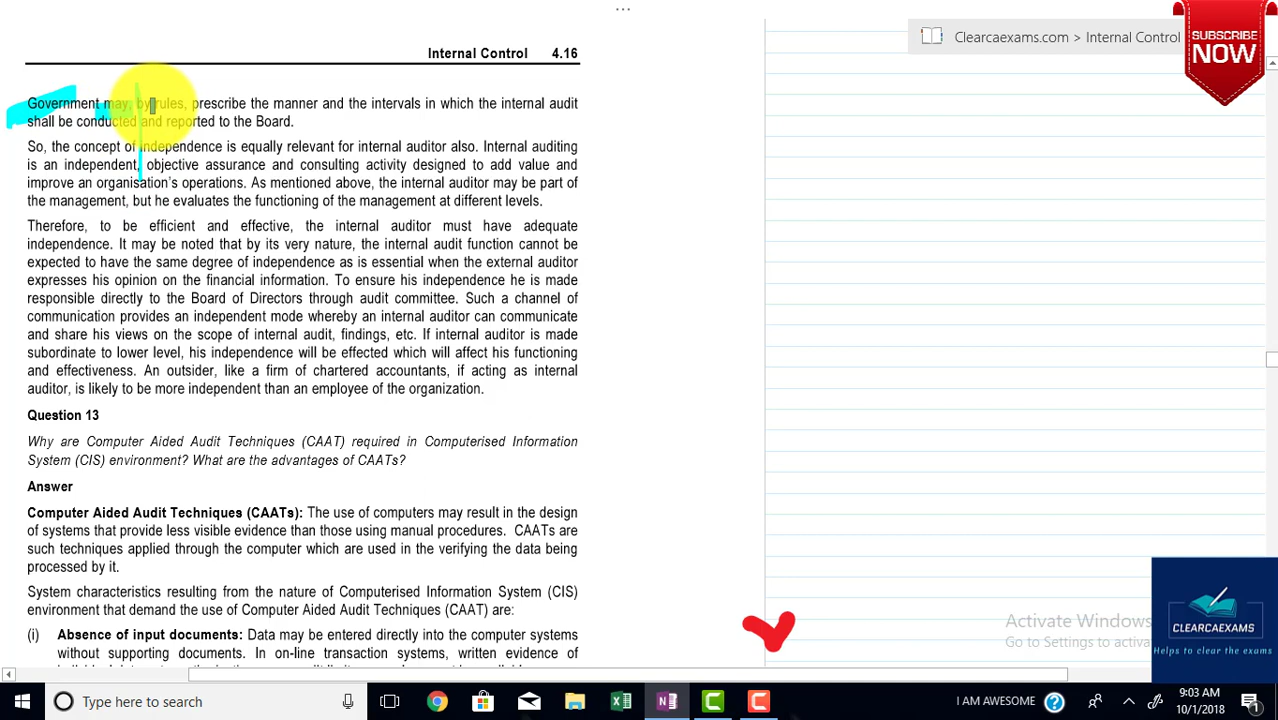 ...
Clearcaexams.com > Internal Control
SUBSCRIBE
NOW
Internal Control 4.16
Government may, by rules, prescribe the manner and the intervals in which the internal audit
shall be conducted and reported to the Board.
So, the concept of independence is equally relevant for internal auditor also. Internal auditing
is an independent, objective assurance and consulting activity designed to add value and
improve an organisation's operations. As mentioned above, the internal auditor may be part of
the management, but he evaluates the functioning of the management at different levels.
Therefore, to be efficient and effective, the internal auditor must have adequate
independence. It may be noted that by its very nature, the internal audit function cannot be
expected to have the same degree of independence as is essential when the external auditor
expresses his opinion on the financial information. To ensure his independence he is made
responsible directly to the Board of Directors through audit committee. Such a channel of
communication provides an independent mode whereby an internal auditor can communicate
and share his views on the scope of internal audit, findings, etc. If internal auditor is made
subordinate to lower level, his independence will be effected which will affect his functioning
and effectiveness. An outsider, like a firm of chartered accountants, if acting as internal
auditor, is likely to be more independent than an employee of the organization.
Question 13
Why are Computer Aided Audit Techniques (CAAT) required in Computerised Information
System (CIS) environment? What are the advantages of CAATs?
Answer
Computer Aided Audit Techniques (CAATs): The use of computers may result in the design
of systems that provide less visible evidence than those using manual procedures. CAATs are
such techniques applied through the computer which are used in the verifying the data being
processed by it.
System characteristics resulting from the nature of Computerised Information System (CIS)
environment that demand the use of Computer Aided Audit Techniques (CAAT) are:
(i) Absence of input documents: Data may be entered directly into the computer systems
without supporting documents. In on-line transaction systems, written evidence of
Activate Windows
Go to Settings to activa
CLEARCAEXAMS
Helps to clear the exams
Type here to search
I AM AWESOME
9:03 AM
10/1/2018